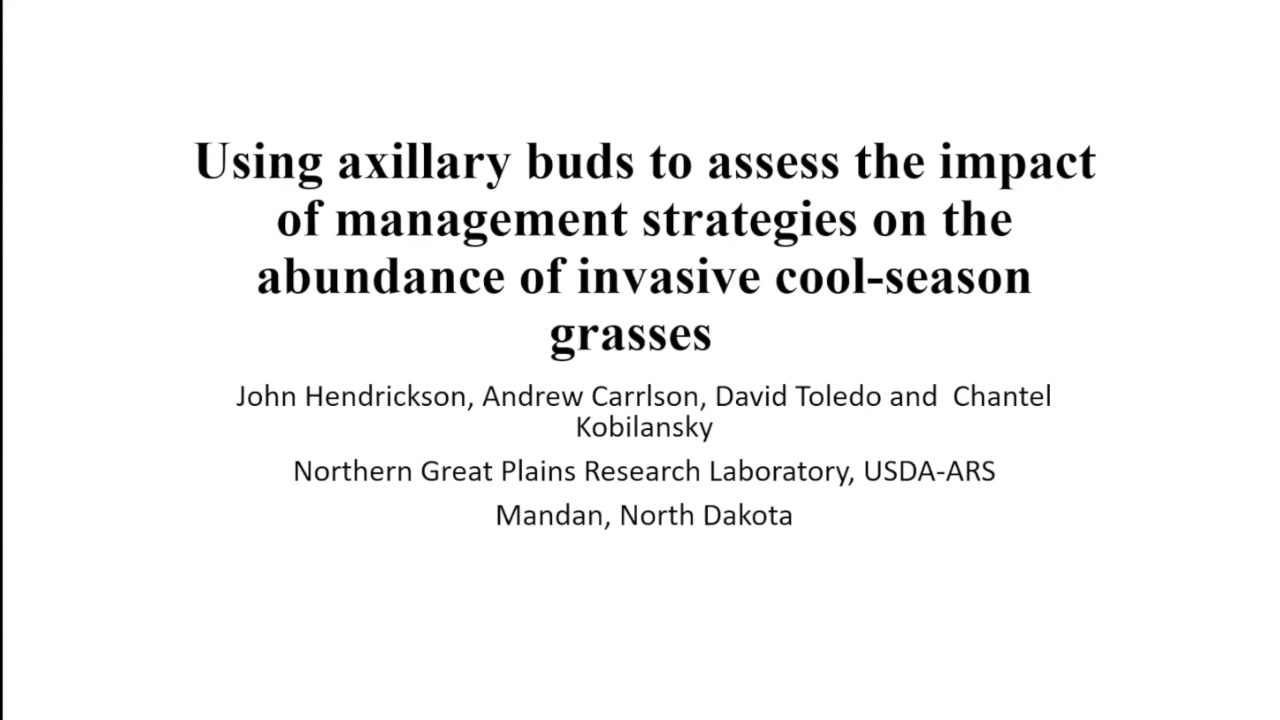 Using axillary buds to assess the impact
of management strategies on the
abundance of invasive cool-season
grasses
John Hendrickson, Andrew Carrlson, David Toledo and  Chantel
Kobilansky
Northern Great Plains Research Laboratory, USDA-ARS
Mandan, North Dakota